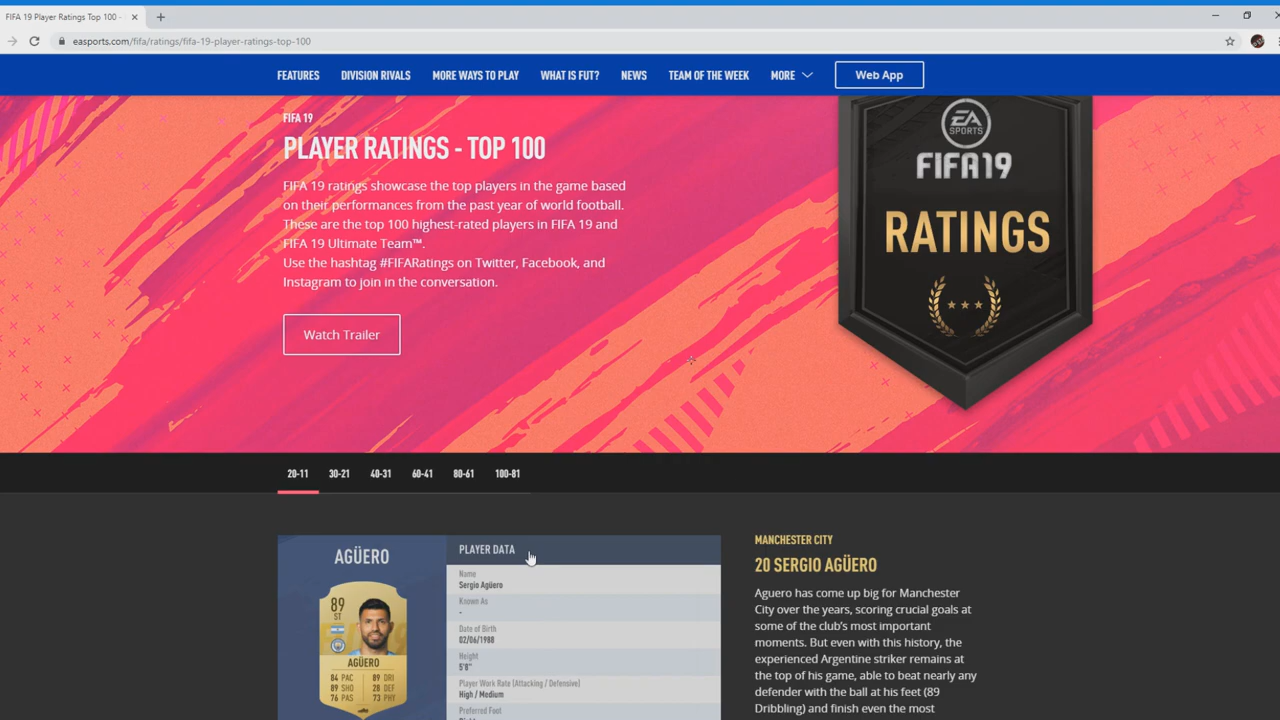 FIFA 19 Player Ratings Top 100 -
easports.com/fifa/ratings/fifa-19-player-ratings-top-100
FEATURES DIVISION RIVALS MORE WAYS TO PLAY WHAT IS FUT? NEWS TEAM OF THE WEEK MORE Web App
FIFA 19
PLAYER RATINGS - TOP 100
FIFA 19 ratings showcase the top players in the game based
on their performances from the past year of world football.
These are the top 100 highest-rated players in FIFA 19 and
FIFA 19 Ultimate Team™.
Use the hashtag #FIFARatings on Twitter, Facebook, and
Instagram to join in the conversation.
Watch Trailer
EA
SPORTS
FIFA19
RATINGS
20-11 30-21 40-31 60-41 80-61 100-81
AGÜERO
89
ST
AGÜERO
84 PAC 89 DRI
89 SHO 28 DEF
76 PAS 73 PHY
PLAYER DATA
Name
Sergio Agüero
Known As
-
Date of Birth
02/06/1988
Height
5'8"
Player Work Rate (Attacking / Defensive)
High / Medium
Preferred Foot
MANCHESTER CITY
20 SERGIO AGÜERO
Aguero has come up big for Manchester
City over the years, scoring crucial goals at
some of the club's most important
moments. But even with this history, the
experienced Argentine striker remains at
the top of his game, able to beat nearly any
defender with the ball at his feet (89
Dribbling) and finish even the most